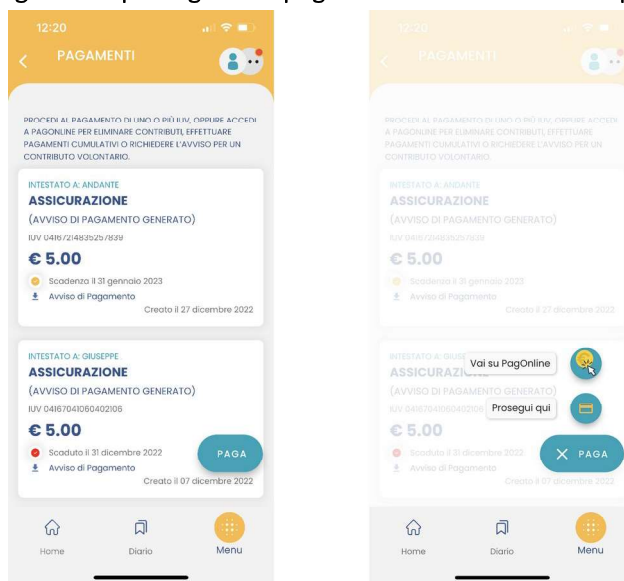 12:20
PAGAMENTI
PROCEDI AL PAGAMENTO DI UNO O PIÙ IUV, OPPURE ACCEDI
A PAGONLINE PER ELIMINARE CONTRIBUTI, EFFETTUARE
PAGAMENTI CUMULATIVI O RICHIEDERE L'AVVISO PER UN
CONTRIBUTO VOLONTARIO.
INTESTATO A: ANDANTE
ASSICURAZIONE
(AVVISO DI PAGAMENTO GENERATO)
IUV 04167214835257839
€ 5.00
Scadenza il 31 gennaio 2023
Avviso di Pagamento
Creato il 27 dicembre 2022
INTESTATO A: GIUSEPPE
ASSICURAZIONE
(AVVISO DI PAGAMENTO GENERATO)
IUV 04167041060402106
€ 5.00
Scaduto il 31 dicembre 2022
Avviso di Pagamento
PAGA
Creato il 07 dicembre 2022
Home
Diario
Menu
12:20
PAGAMENTI
PROCEDI AL PAGAMENTO DI UNO O PIÙ IUV, OPPURE ACCEDI
A PAGONLINE PER ELIMINARE CONTRIBUTI, EFFETTUARE
PAGAMENTI CUMULATIVI O RICHIEDERE L'AVVISO PER UN
CONTRIBUTO VOLONTARIO.
INTESTATO A: ANDANTE
ASSICURAZIONE
(AVVISO DI PAGAMENTO GENERATO)
IUV 04167214835257839
€ 5.00
Scadenza il 31 gennaio 2023
Avviso di Pagamento
Creato il 27 dicembre 2022
INTESTATO A:
Vai su PagOnline
(AVVISO DI PAGAMENTO GENERATO)
IUV 04167041060402106
Prosegui qui
€ 5.00
Scaduto il 31 dicembre 2022
PAGA
Avviso di Pagamento
Creato il 07 dicembre 2022
Home
Diario
Menu